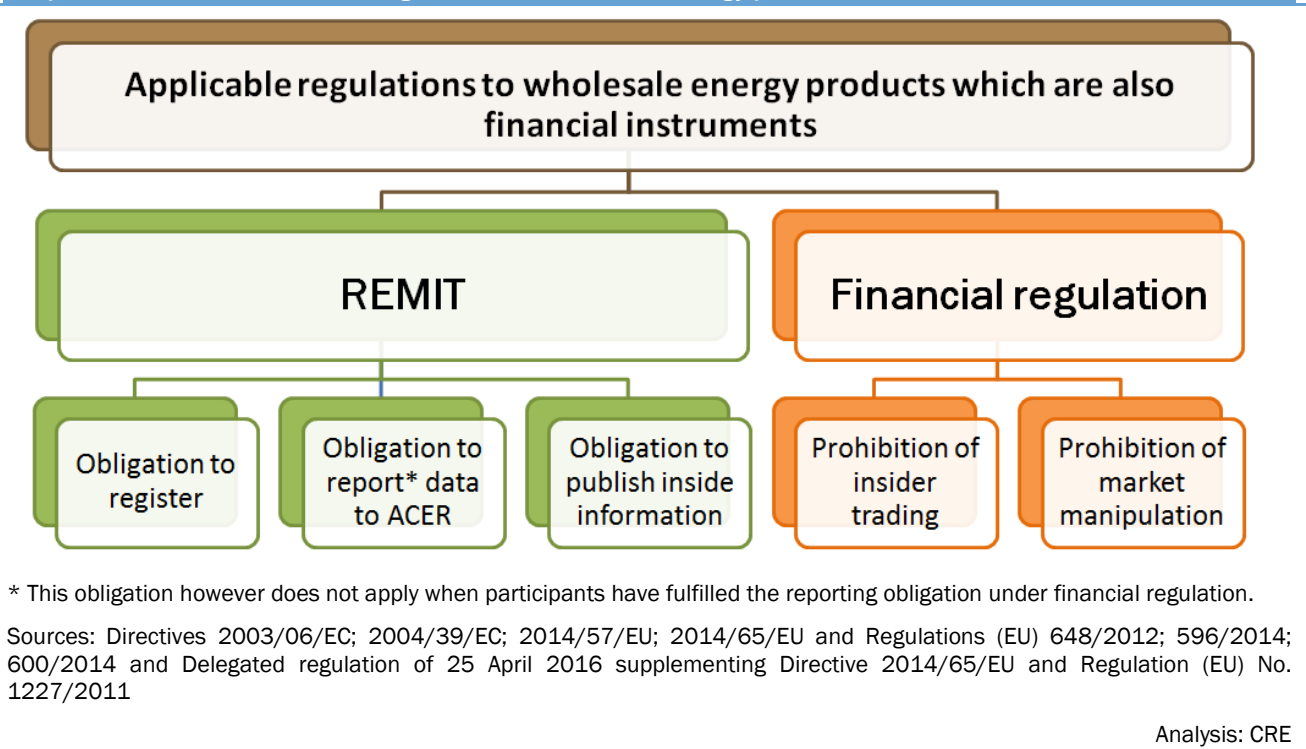 Applicable regulations to wholesale energy products which are also
financial instruments
REMIT
Financial regulation
Obligation to
register
Obligation to
report* data
to ACER
Obligation to
publish inside
information
Prohibition of
insider
trading
Prohibition of
market
manipulation
* This obligation however does not apply when participants have fulfilled the reporting obligation under financial regulation.
Sources: Directives 2003/06/EC; 2004/39/EC; 2014/57/EU; 2014/65/EU and Regulations (EU) 648/2012; 596/2014;
600/2014 and Delegated regulation of 25 April 2016 supplementing Directive 2014/65/EU and Regulation (EU) No.
1227/2011
Analysis: CRE